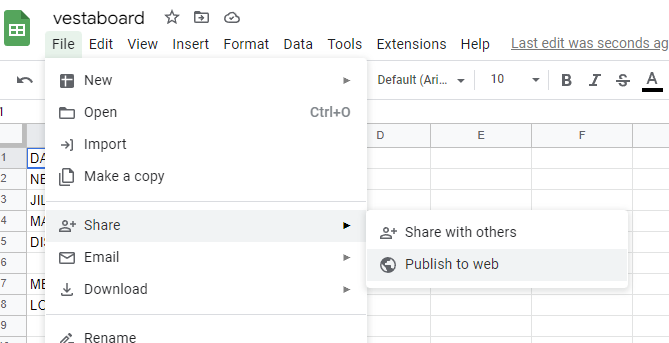 vestaboard
File Edit View Insert Format Data Tools Extensions Help Last edit was seconds ag
Default (Ari... 10 B I S A
New
Open Ctrl+O
Import
Make a copy
Share
Email
Download
Rename
Share with others
Publish to web
D E F
1 DA
2 NE
3 JIL
4 MA
5 DIS
6
7 ME
8 LO
9